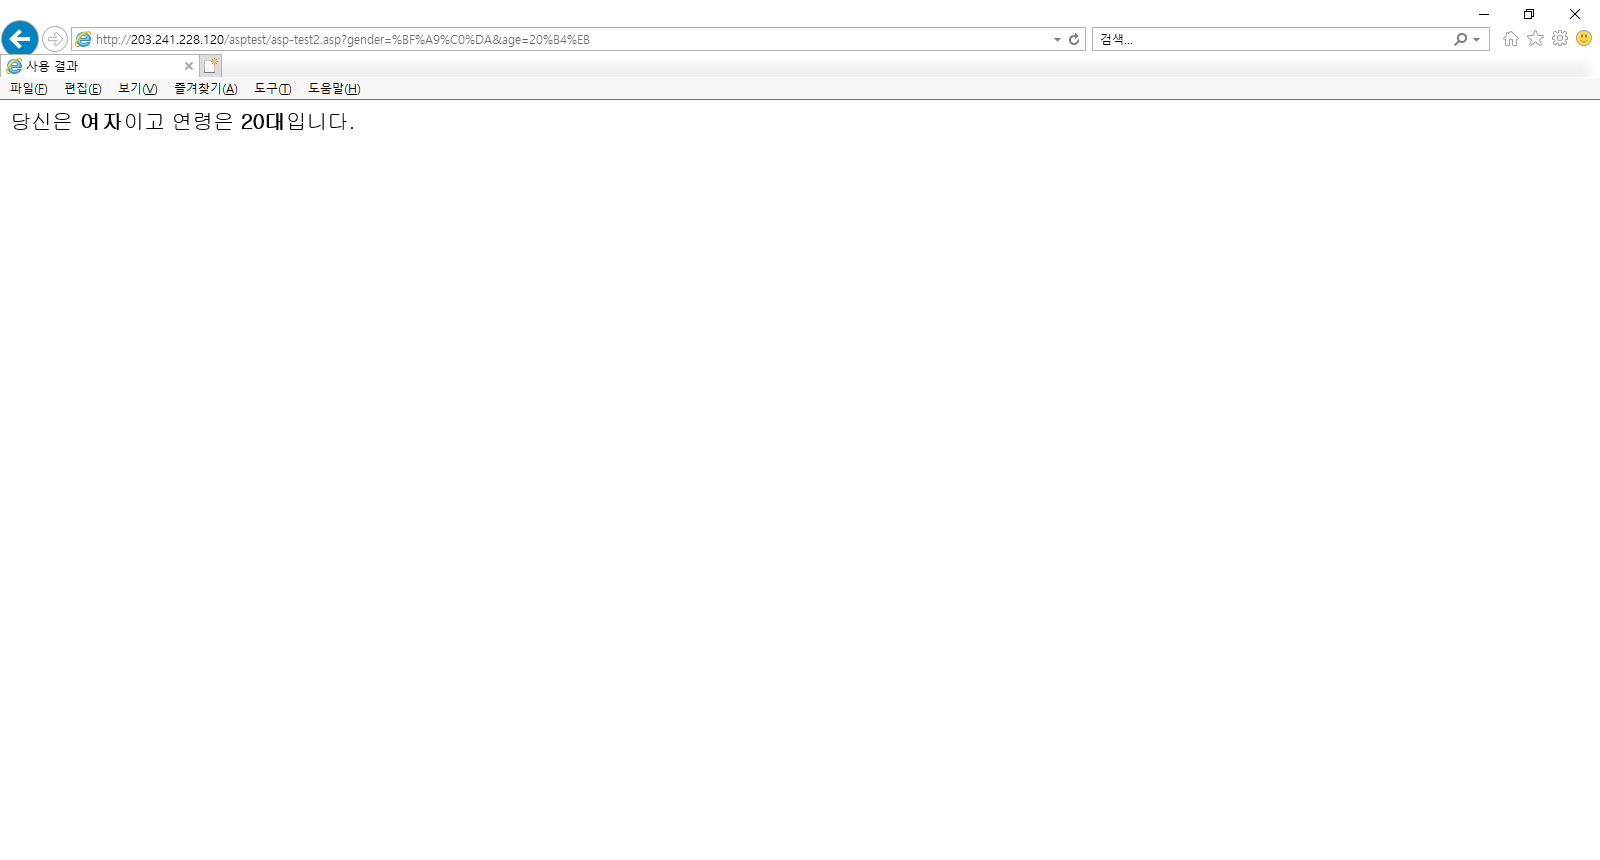 http://203.241.228.120/asptest/asp-test2.asp?gender=%BF%A9%C0%DA&age=20%B4%EB
검색...
사용 결과
파일(F) 편집(E) 보기(V) 즐겨찾기(A) 도구(T) 도움말(H)
당신은 여자이고 연령은 20대입니다.